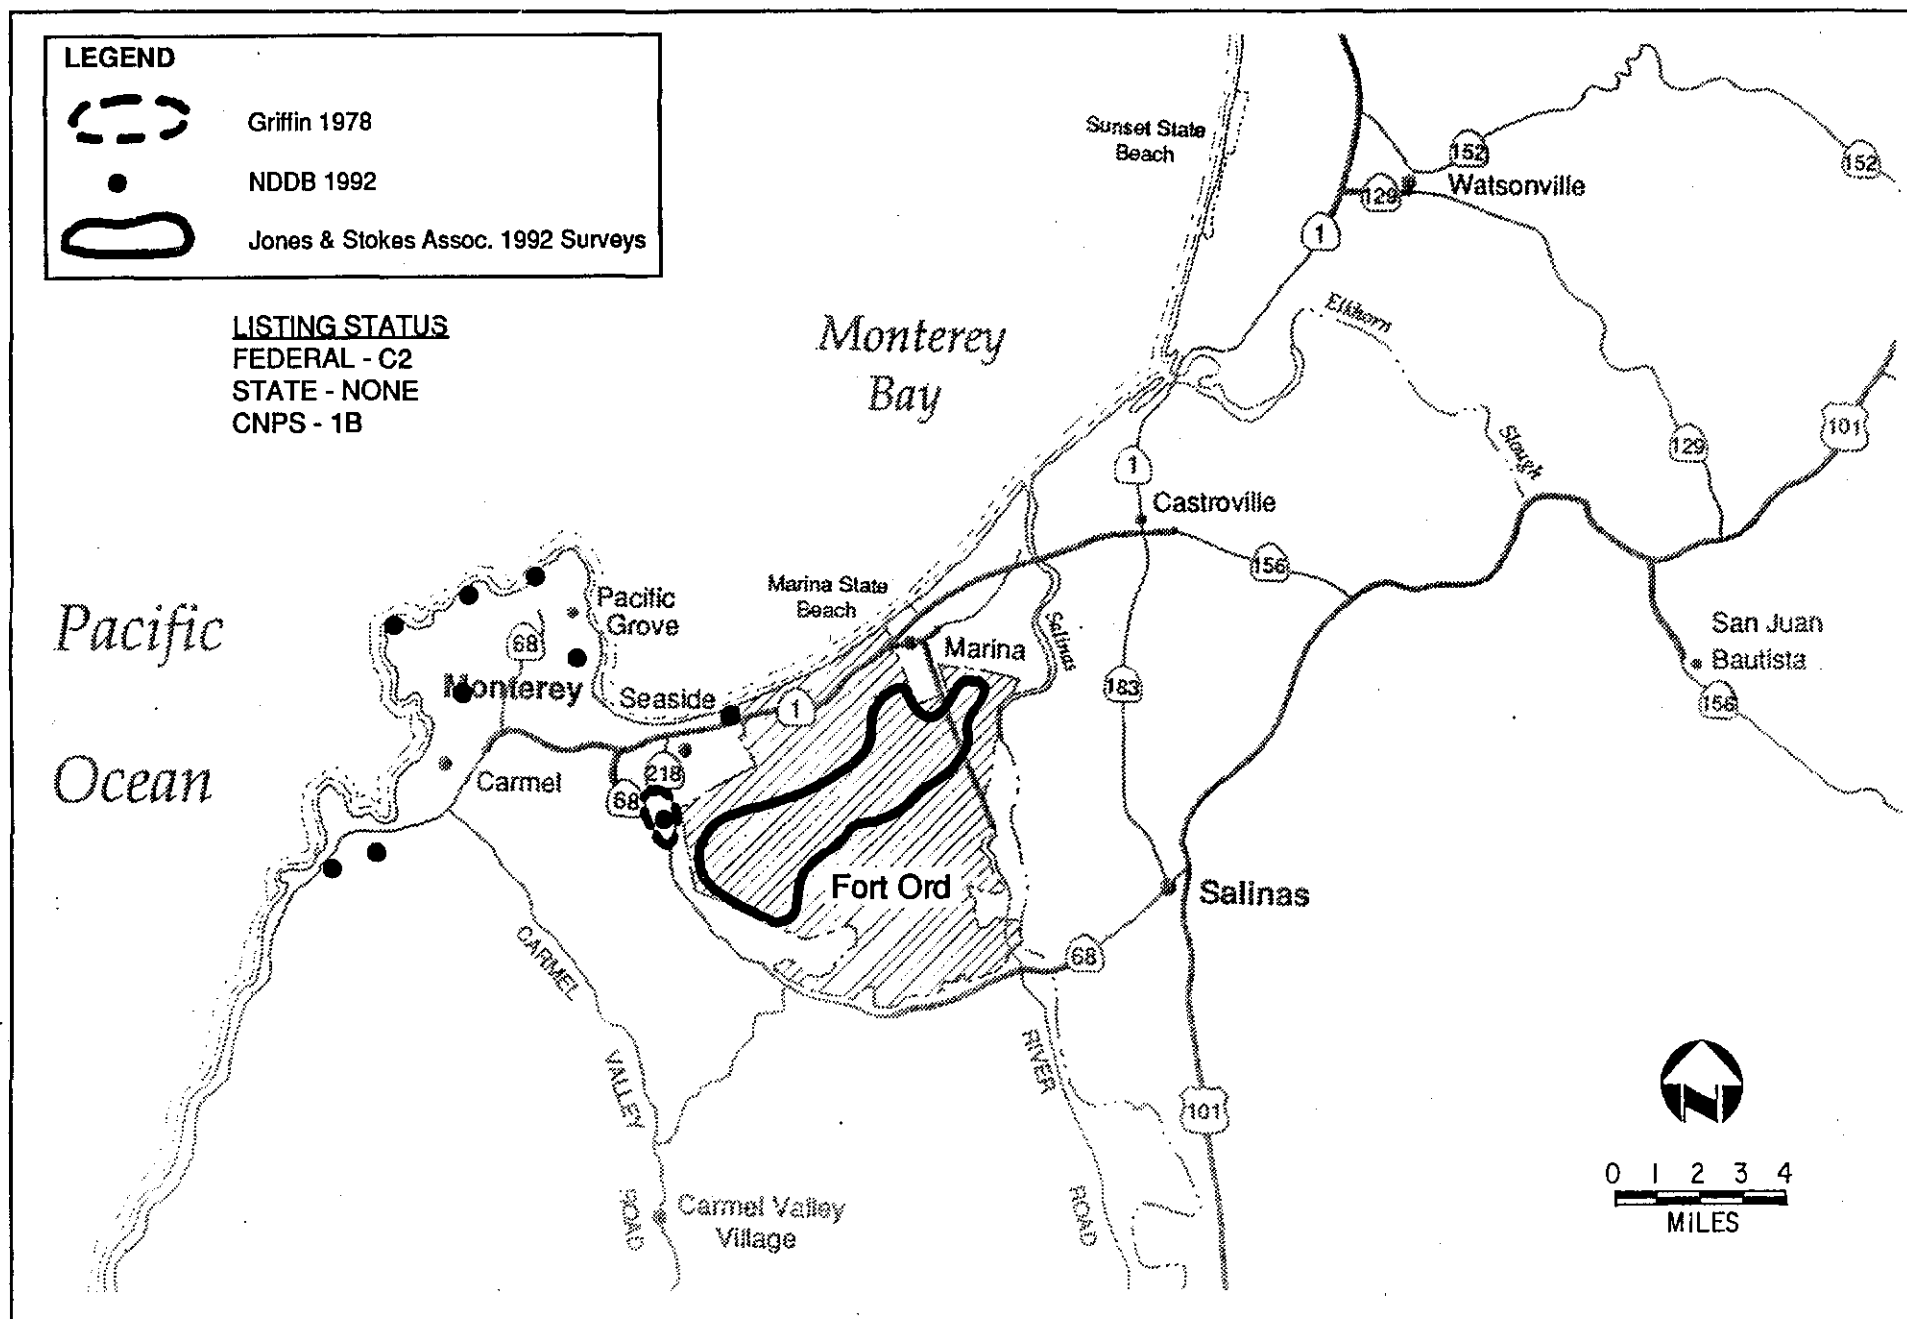 LEGEND
Griffin 1978
NDDB 1992
Jones & Stokes Assoc. 1992 Surveys
LISTING STATUS
FEDERAL - C2
STATE - NONE
CNPS - 1B
Monterey
Bay
Pacific
Ocean
Sunset State
Beach
152
152
129
Watsonville
1
Elkhorn
Slough
101
129
1
Castroville
156
Marina State
Beach
Pacific
Grove
68
Monterey
Seaside
1
Marina
Salinas
183
San Juan
Bautista
156
Carmel
218
68
Fort Ord
Salinas
68
CARMEL
VALLEY
ROAD
RIVER
ROAD
101
Carmel Valley
Village
N
0 1 2 3 4
MILES